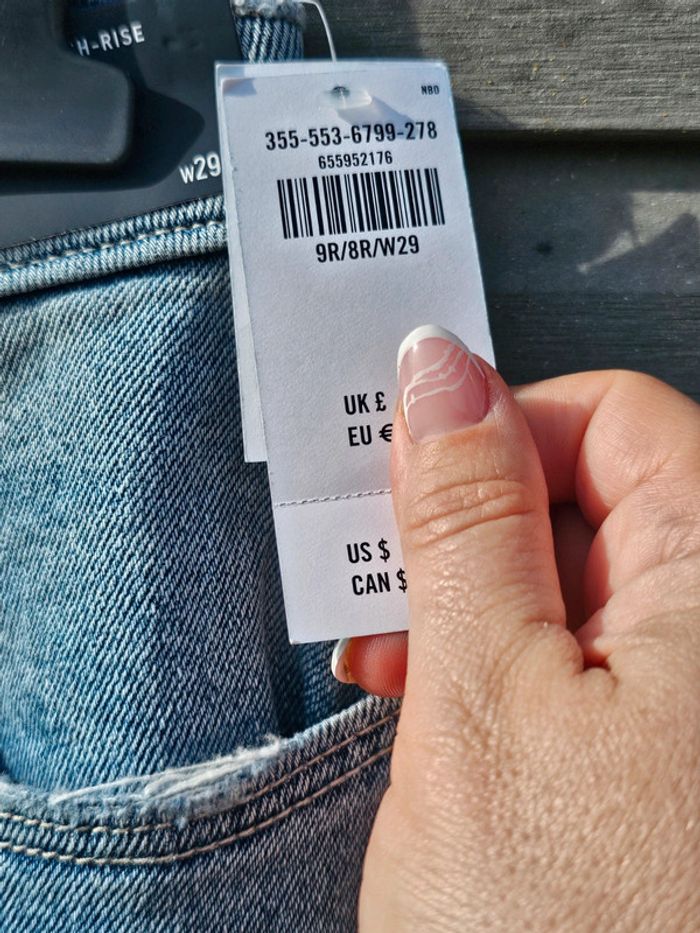 H-RISE
W29
NBO
355-553-6799-278
655952176
9R/8R/W29
UK £
EU €
US $
CAN $